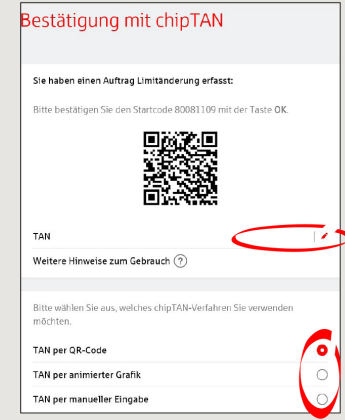 Bestätigung mit chipTAN
Sie haben einen Auftrag Limitänderung erfasst:
Bitte bestätigen Sie den Startcode 80081109 mit der Taste OK.
TAN
Weitere Hinweise zum Gebrauch ?
Bitte wählen Sie aus, welches chipTAN-Verfahren Sie verwenden
möchten.
TAN per QR-Code
TAN per animierter Grafik
TAN per manueller Eingabe